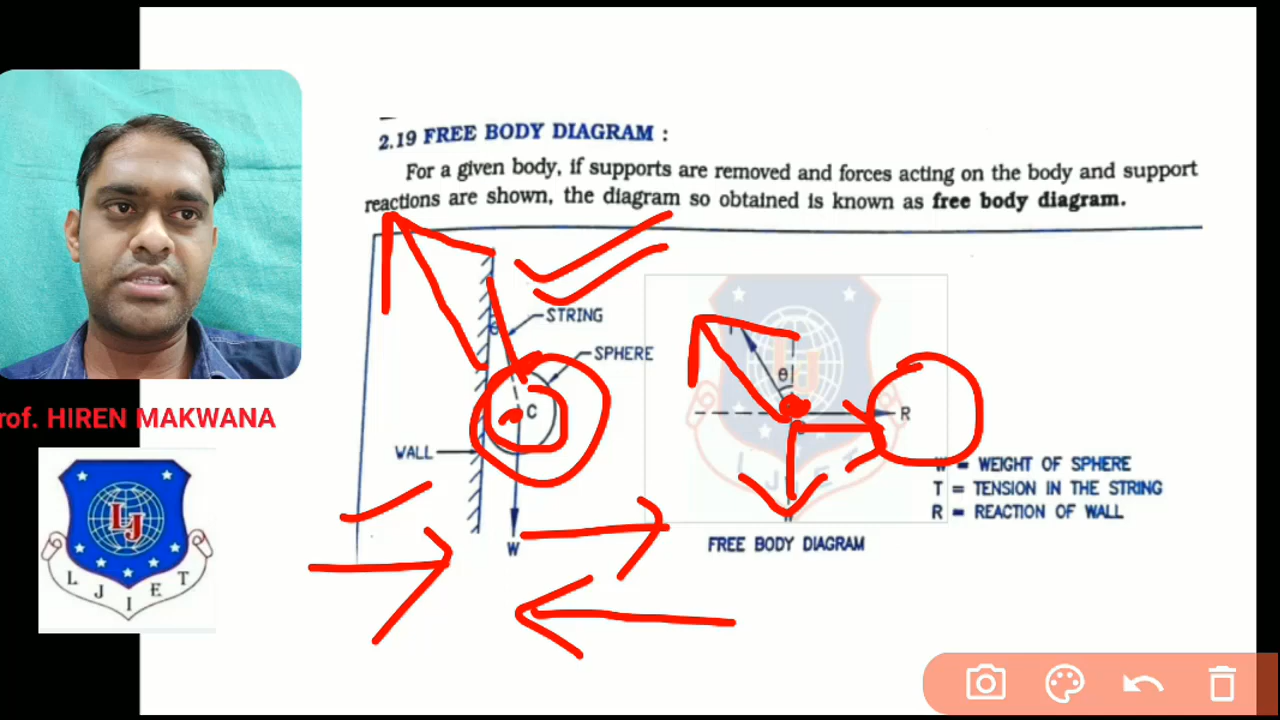 2.19 FREE BODY DIAGRAM :
For a given body, if supports are removed and forces acting on the body and support
reactions are shown, the diagram so obtained is known as free body diagram.
θ
STRING
SPHERE
C
WALL
W
T
θ
R
W = WEIGHT OF SPHERE
T = TENSION IN THE STRING
R = REACTION OF WALL
FREE BODY DIAGRAM
rof. HIREN MAKWANA
LJ
L J I E T
LJ
L J I E T